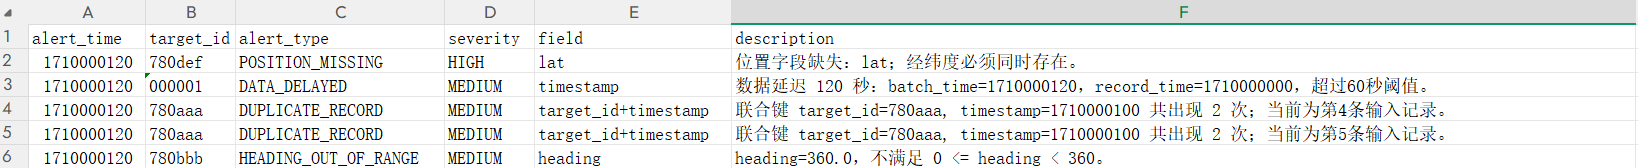 A B C D E F
1 alert_time target_id alert_type severity field description
2 1710000120 780def POSITION_MISSING HIGH lat 位置字段缺失：lat；经纬度必须同时存在。
3 1710000120 000001 DATA_DELAYED MEDIUM timestamp 数据延迟 120 秒：batch_time=1710000120，record_time=1710000000，超过60秒阈值。
4 1710000120 780aaa DUPLICATE_RECORD MEDIUM target_id+timestamp 联合键 target_id=780aaa, timestamp=1710000100 共出现 2 次；当前为第4条输入记录。
5 1710000120 780aaa DUPLICATE_RECORD MEDIUM target_id+timestamp 联合键 target_id=780aaa, timestamp=1710000100 共出现 2 次；当前为第5条输入记录。
6 1710000120 780bbb HEADING_OUT_OF_RANGE MEDIUM heading heading=360.0，不满足 0 <= heading < 360。